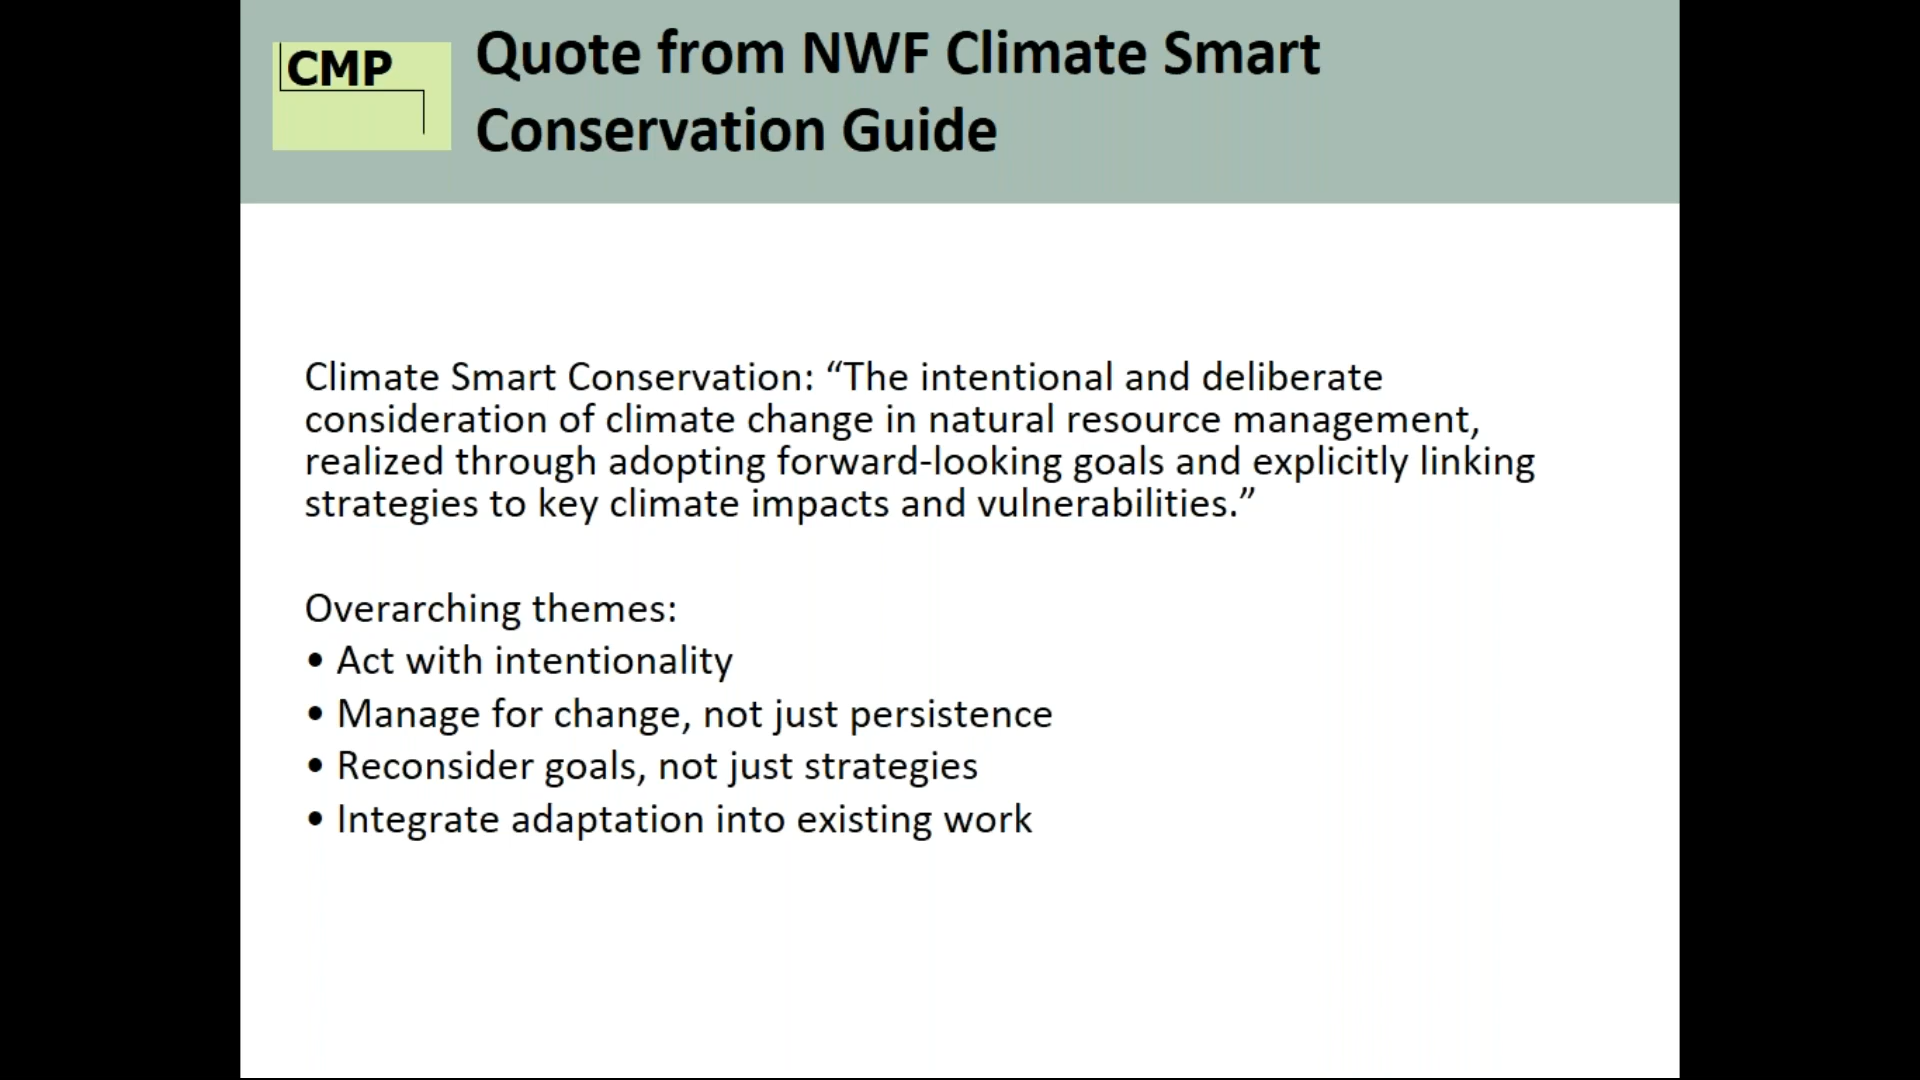 CMP
Quote from NWF Climate Smart
Conservation Guide
Climate Smart Conservation: “The intentional and deliberate
consideration of climate change in natural resource management,
realized through adopting forward-looking goals and explicitly linking
strategies to key climate impacts and vulnerabilities.”
Overarching themes:
• Act with intentionality
• Manage for change, not just persistence
• Reconsider goals, not just strategies
• Integrate adaptation into existing work